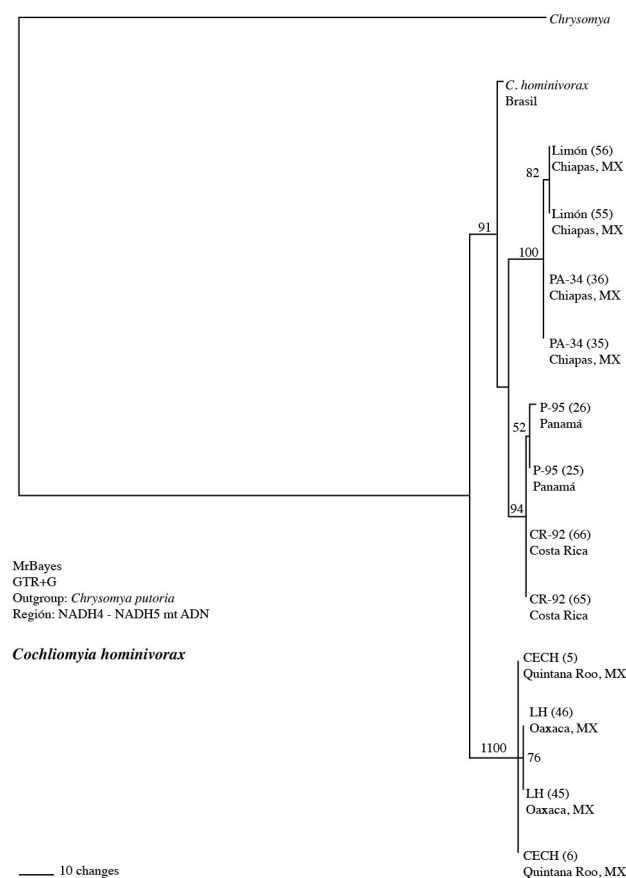 Chrysomya
C. hominivorax
Brasil
Limón (56)
Chiapas, MX
82
Limón (55)
Chiapas, MX
91
100
PA-34 (36)
Chiapas, MX
PA-34 (35)
Chiapas, MX
P-95 (26)
Panamá
52
P-95 (25)
Panamá
94
CR-92 (66)
Costa Rica
CR-92 (65)
Costa Rica
MrBayes
GTR+G
Outgroup: Chrysomya putoria
Región: NADH4 - NADH5 mt ADN
Cochliomyia hominivorax
CECH (5)
Quintana Roo, MX
LH (46)
Oaxaca, MX
1100
76
LH (45)
Oaxaca, MX
CECH (6)
Quintana Roo, MX
10 changes